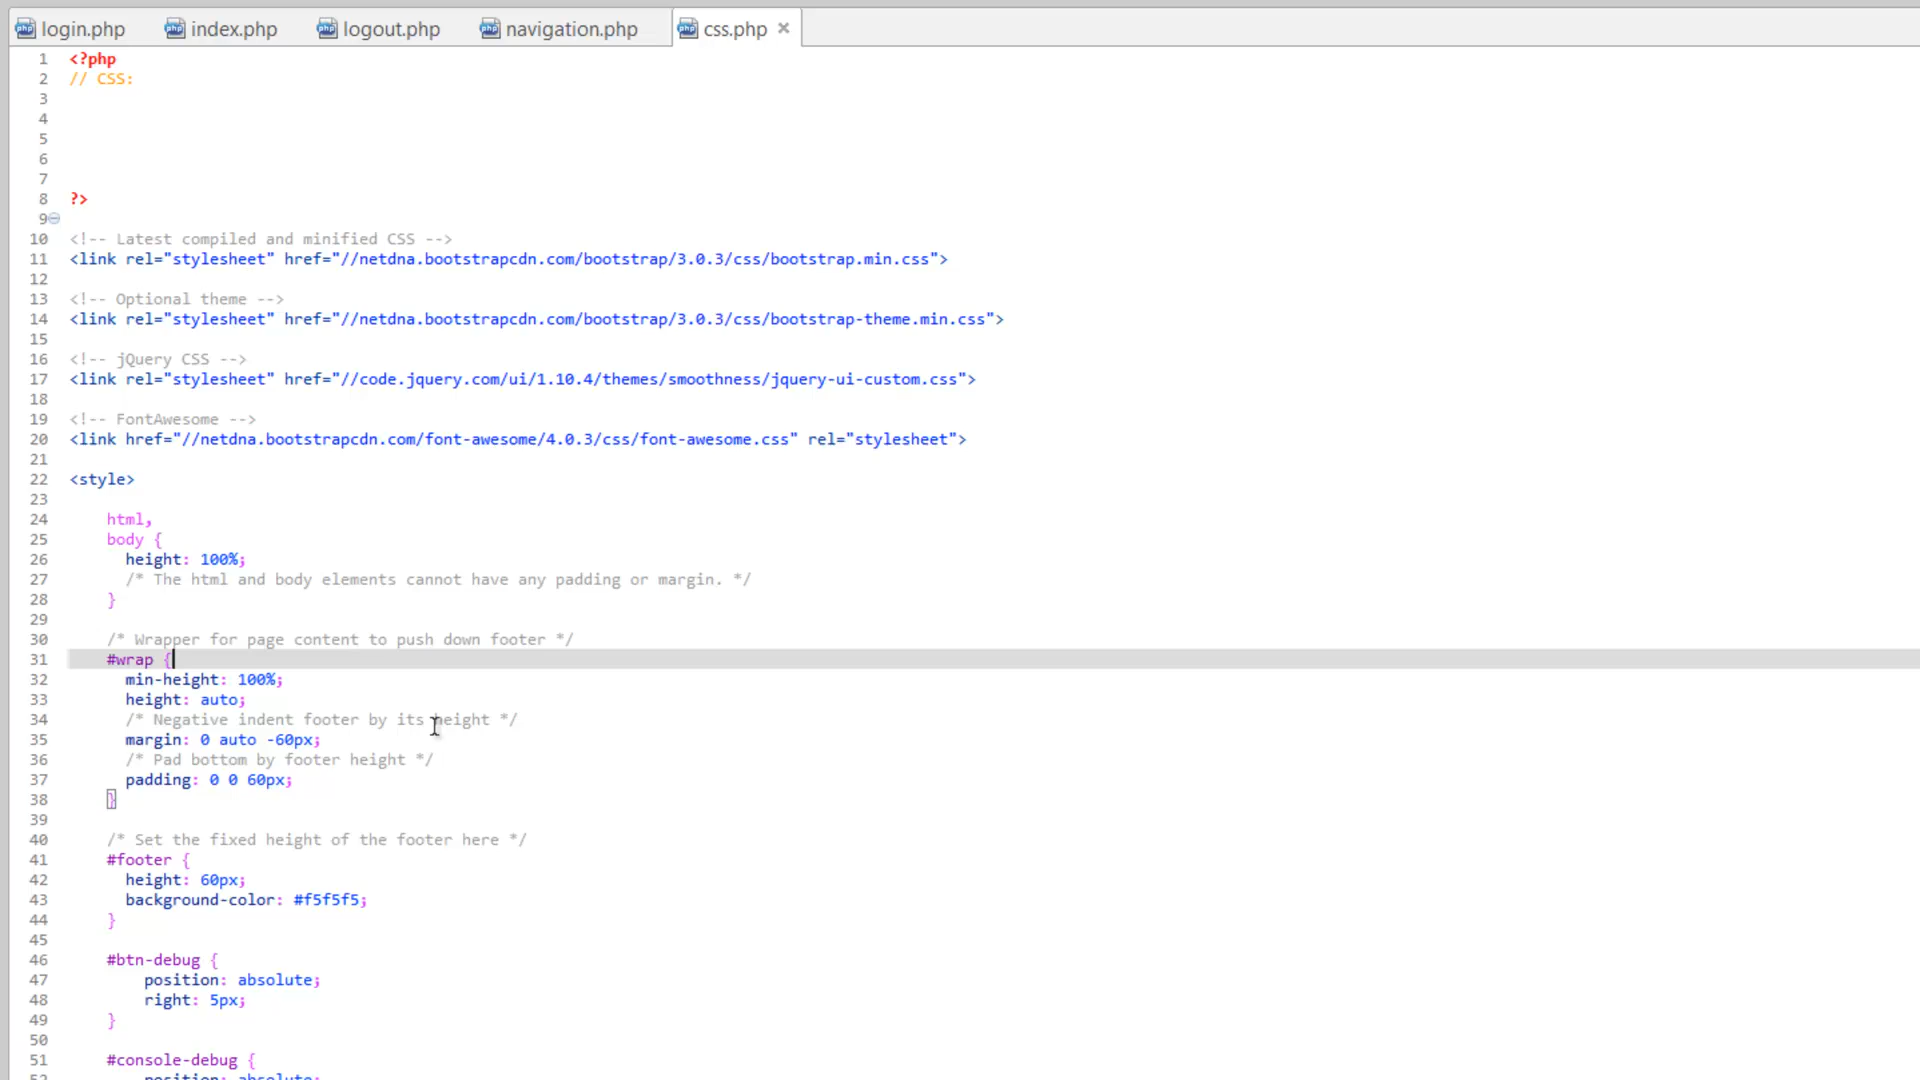 login.php index.php logout.php navigation.php css.php
1 <?php
2 // CSS:
3
4
5
6
7
8 ?>
9
10 <!-- Latest compiled and minified CSS -->
11 <link rel="stylesheet" href="//netdna.bootstrapcdn.com/bootstrap/3.0.3/css/bootstrap.min.css">
12
13 <!-- Optional theme -->
14 <link rel="stylesheet" href="//netdna.bootstrapcdn.com/bootstrap/3.0.3/css/bootstrap-theme.min.css">
15
16 <!-- jQuery CSS -->
17 <link rel="stylesheet" href="//code.jquery.com/ui/1.10.4/themes/smoothness/jquery-ui-custom.css">
18
19 <!-- FontAwesome -->
20 <link href="//netdna.bootstrapcdn.com/font-awesome/4.0.3/css/font-awesome.css" rel="stylesheet">
21
22 <style>
23
24 html,
25 body {
26 height: 100%;
27 /* The html and body elements cannot have any padding or margin. */
28 }
29
30 /* Wrapper for page content to push down footer */
31 #wrap {
32 min-height: 100%;
33 height: auto;
34 /* Negative indent footer by its height */
35 margin: 0 auto -60px;
36 /* Pad bottom by footer height */
37 padding: 0 0 60px;
38 }
39
40 /* Set the fixed height of the footer here */
41 #footer {
42 height: 60px;
43 background-color: #f5f5f5;
44 }
45
46 #btn-debug {
47 position: absolute;
48 right: 5px;
49 }
50
51 #console-debug {
52 position: absolute;